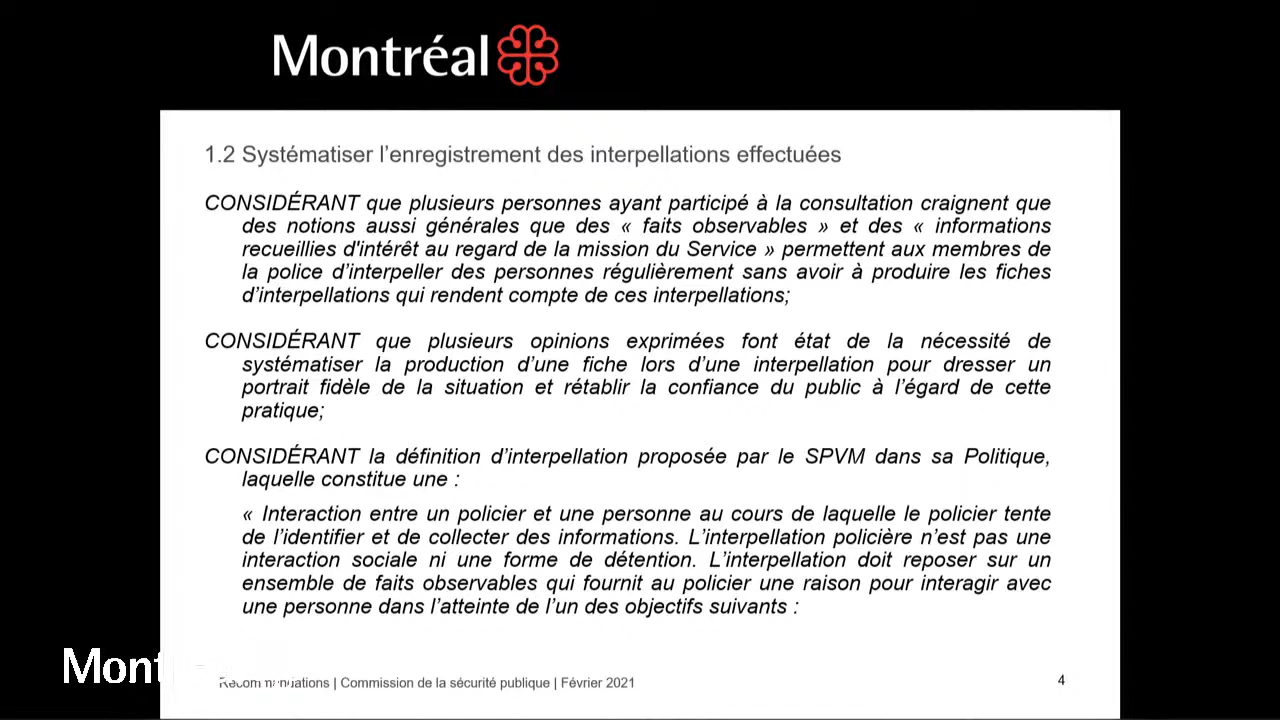 Montréal
1.2 Systématiser l’enregistrement des interpellations effectuées
CONSIDÉRANT que plusieurs personnes ayant participé à la consultation craignent que
des notions aussi générales que des « faits observables » et des « informations
recueillies d'intérêt au regard de la mission du Service » permettent aux membres de
la police d’interpeller des personnes régulièrement sans avoir à produire les fiches
d’interpellations qui rendent compte de ces interpellations;
CONSIDÉRANT que plusieurs opinions exprimées font état de la nécessité de
systématiser la production d’une fiche lors d’une interpellation pour dresser un
portrait fidèle de la situation et rétablir la confiance du public à l’égard de cette
pratique;
CONSIDÉRANT la définition d’interpellation proposée par le SPVM dans sa Politique,
laquelle constitue une :
« Interaction entre un policier et une personne au cours de laquelle le policier tente
de l’identifier et de collecter des informations. L’interpellation policière n’est pas une
interaction sociale ni une forme de détention. L’interpellation doit reposer sur un
ensemble de faits observables qui fournit au policier une raison pour interagir avec
une personne dans l’atteinte de l’un des objectifs suivants :
Recommandations | Commission de la sécurité publique | Février 2021
4